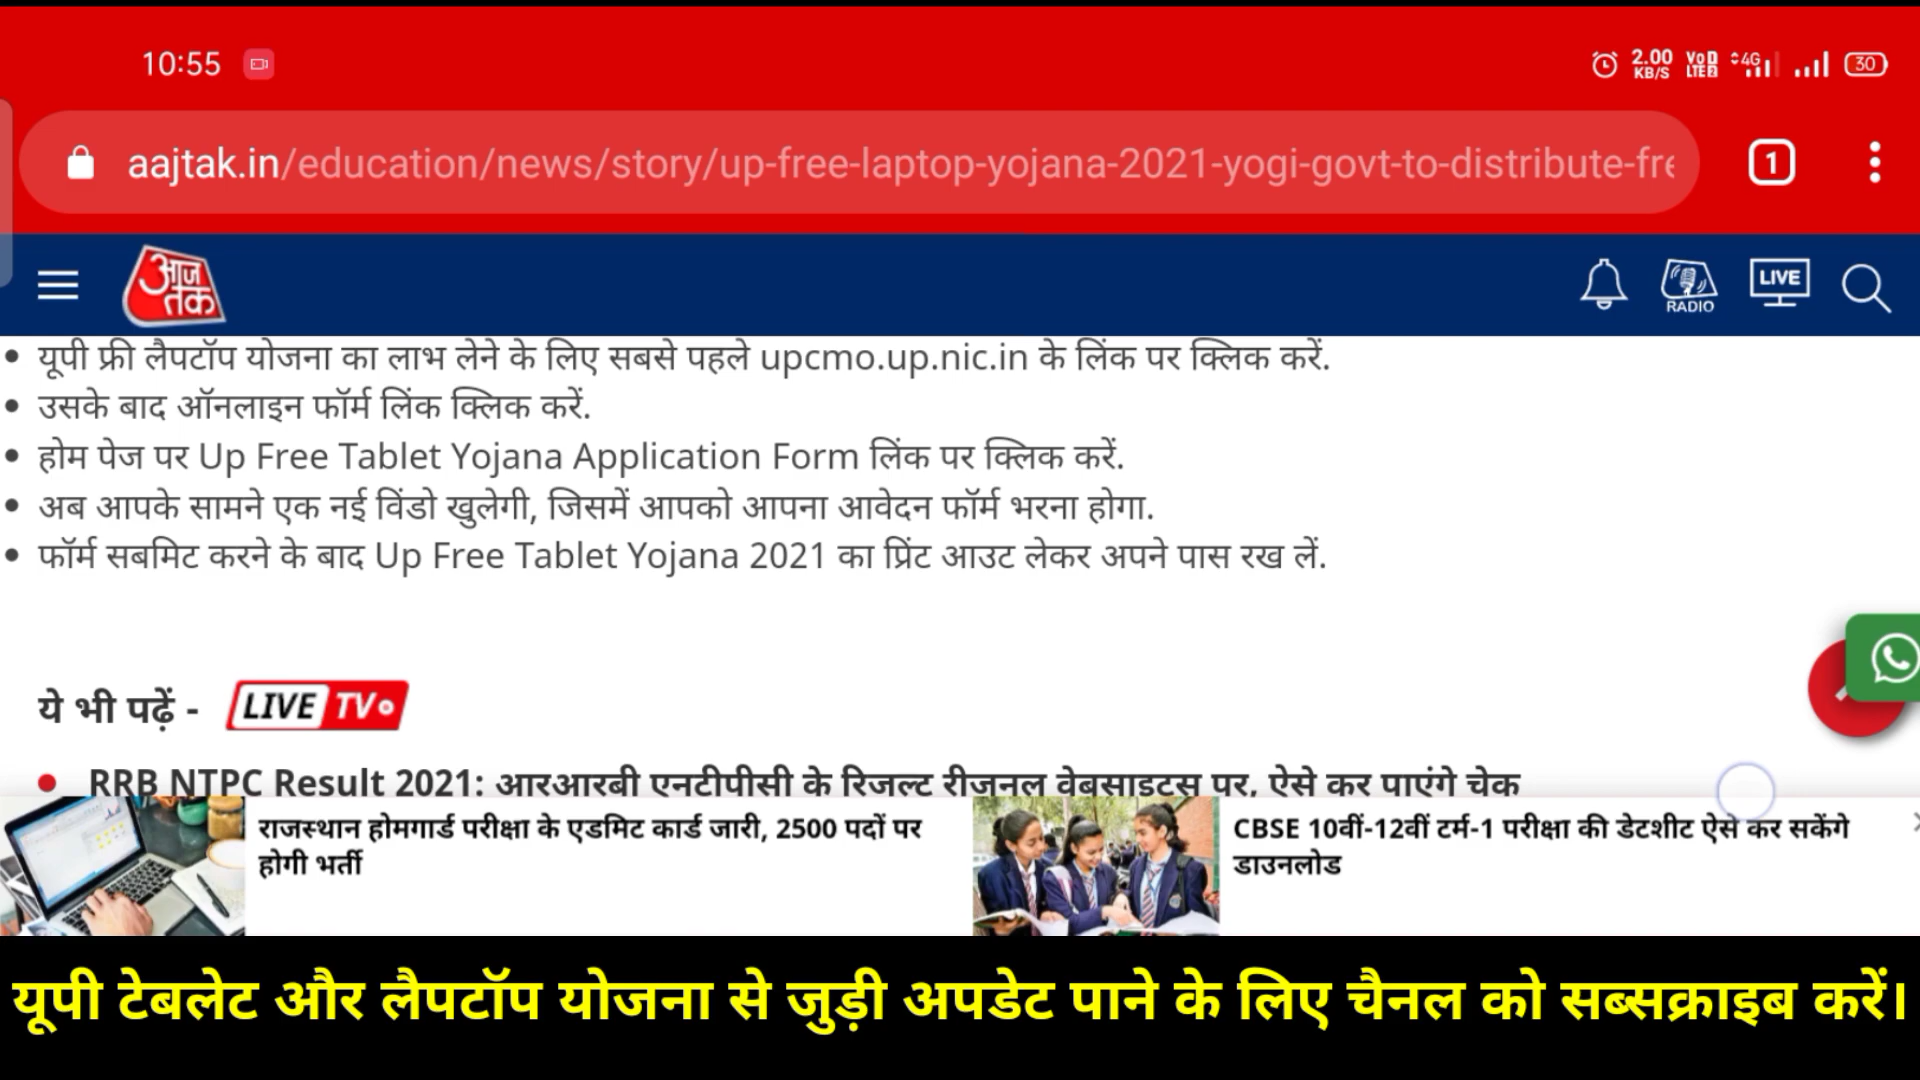 10:55
2.00
KB/S
VoD
LTE2
4G
30
aajtak.in/education/news/story/up-free-laptop-yojana-2021-yogi-govt-to-distribute-fre
1
आज
तक
RADIO
LIVE
• यूपी फ्री लैपटॉप योजना का लाभ लेने के लिए सबसे पहले upcmo.up.nic.in के लिंक पर क्लिक करें.
• उसके बाद ऑनलाइन फॉर्म लिंक क्लिक करें.
• होम पेज पर Up Free Tablet Yojana Application Form लिंक पर क्लिक करें.
• अब आपके सामने एक नई विंडो खुलेगी, जिसमें आपको आपना आवेदन फॉर्म भरना होगा.
• फॉर्म सबमिट करने के बाद Up Free Tablet Yojana 2021 का प्रिंट आउट लेकर अपने पास रख लें.
ये भी पढ़ें - LIVE TV
• RRB NTPC Result 2021: आरआरबी एनटीपीसी के रिजल्ट रीजनल वेबसाइटस पर, ऐसे कर पाएंगे चेक
राजस्थान होमगार्ड परीक्षा के एडमिट कार्ड जारी, 2500 पदों पर
होगी भर्ती
CBSE 10वीं-12वीं टर्म-1 परीक्षा की डेटशीट ऐसे कर सकेंगे
डाउनलोड
यूपी टेबलेट और लैपटॉप योजना से जुड़ी अपडेट पाने के लिए चैनल को सब्सक्राइब करें।